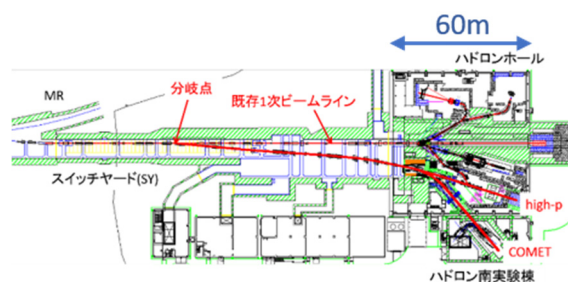 60m
ハドロンホール
MR
分岐点
既存1次ビームライン
スイッチヤード(SY)
high-p
COMET
ハドロン南実験棟